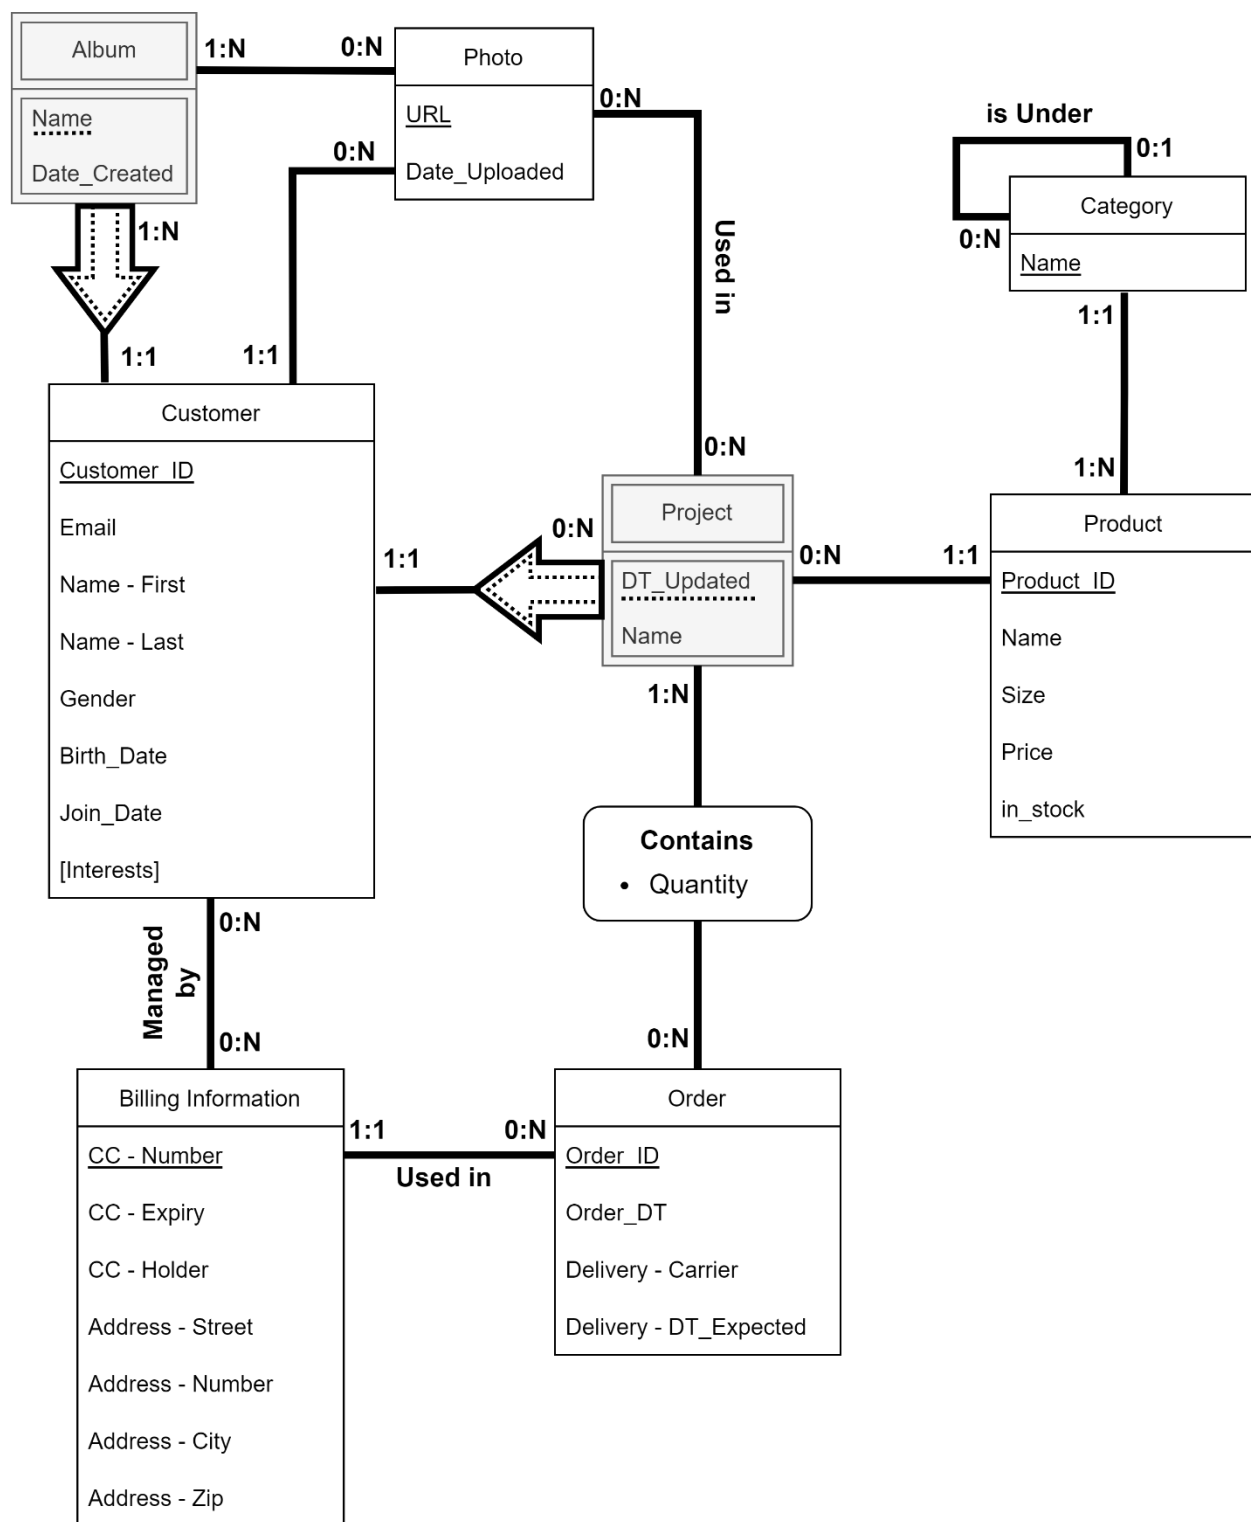 Album
1:N
0:N
Photo
Name
Date_Created
URL
Date_Uploaded
0:N
0:N
1:N
1:1
1:1
Used in
is Under
0:1
0:N
Category
Name
1:1
1:N
Customer
Customer_ID
Email
Name - First
Name - Last
Gender
Birth_Date
Join_Date
[Interests]
0:N
0:N
1:1
Project
DT_Updated
Name
0:N
1:1
Product
Product_ID
Name
Size
Price
in_stock
1:N
Contains
• Quantity
0:N
0:N
Managed
by
0:N
Billing Information
CC - Number
CC - Expiry
CC - Holder
Address - Street
Address - Number
Address - City
Address - Zip
1:1
0:N
Used in
Order
Order_ID
Order_DT
Delivery - Carrier
Delivery - DT_Expected